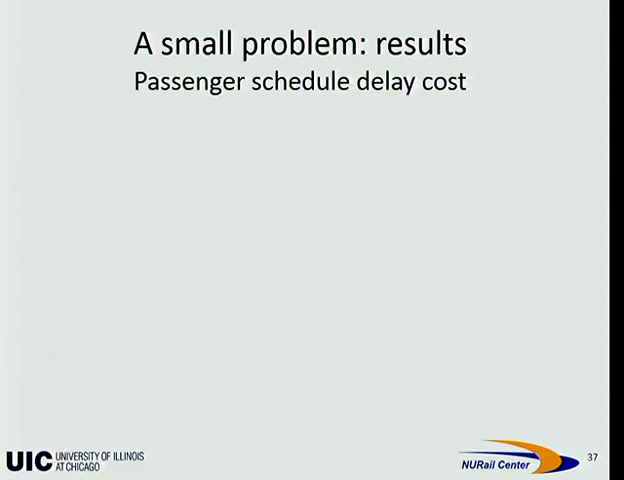 A small problem: results
Passenger schedule delay cost
UIC UNIVERSITY OF ILLINOIS
AT CHICAGO
NURail Center
37